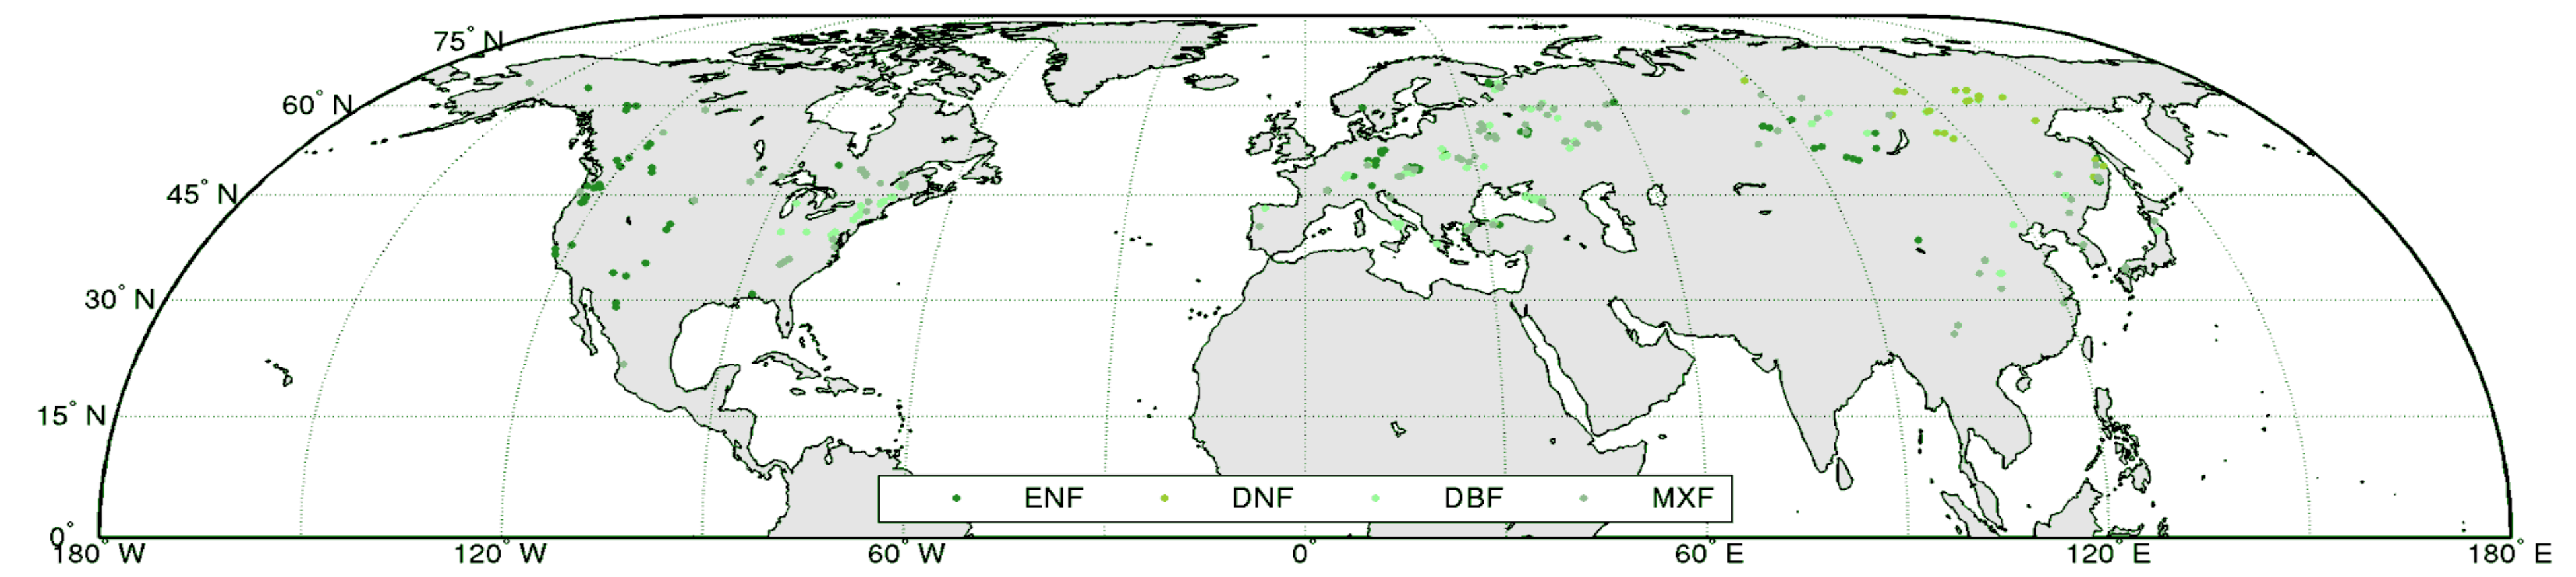 75° N
60° N
45° N
30° N
15° N
ENF DNF DBF MXF
0°
180° W 120° W 60° W 0° 60° E 120° E 180° E